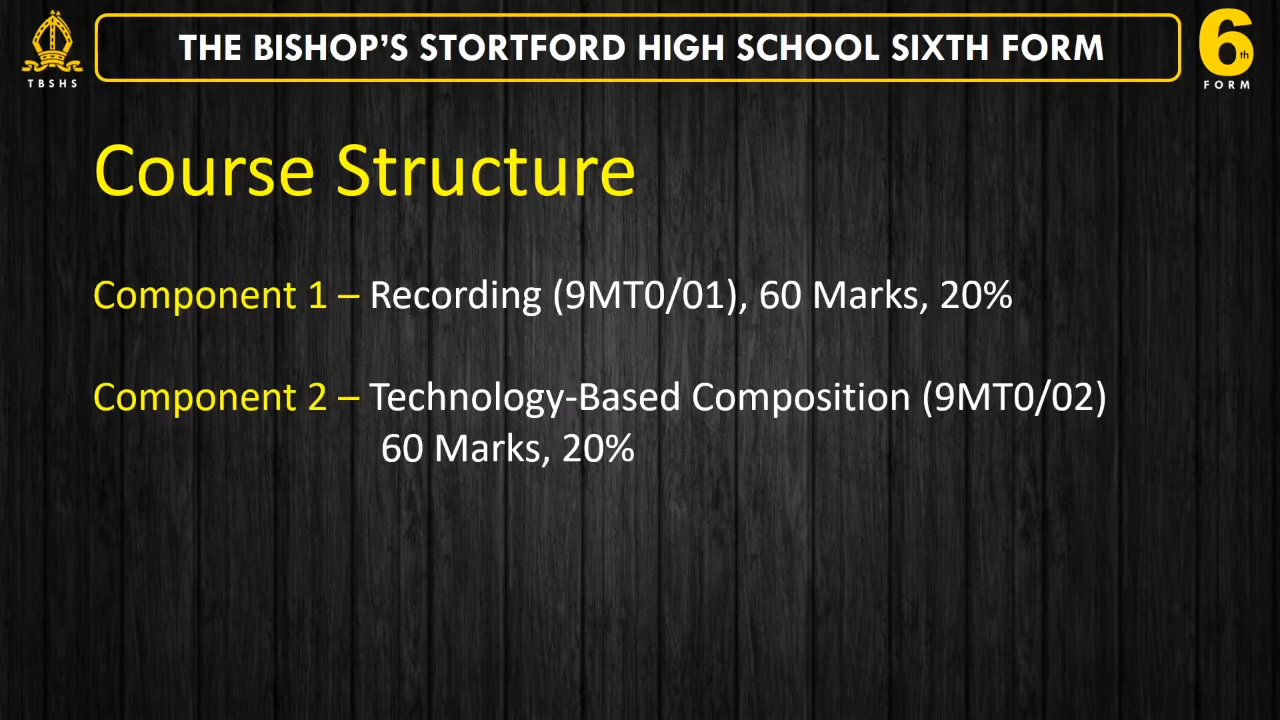 THE BISHOP'S STORTFORD HIGH SCHOOL SIXTH FORM
TBSHS
6th
FORM
Course Structure
Component 1 – Recording (9MT0/01), 60 Marks, 20%
Component 2 – Technology-Based Composition (9MT0/02)
60 Marks, 20%